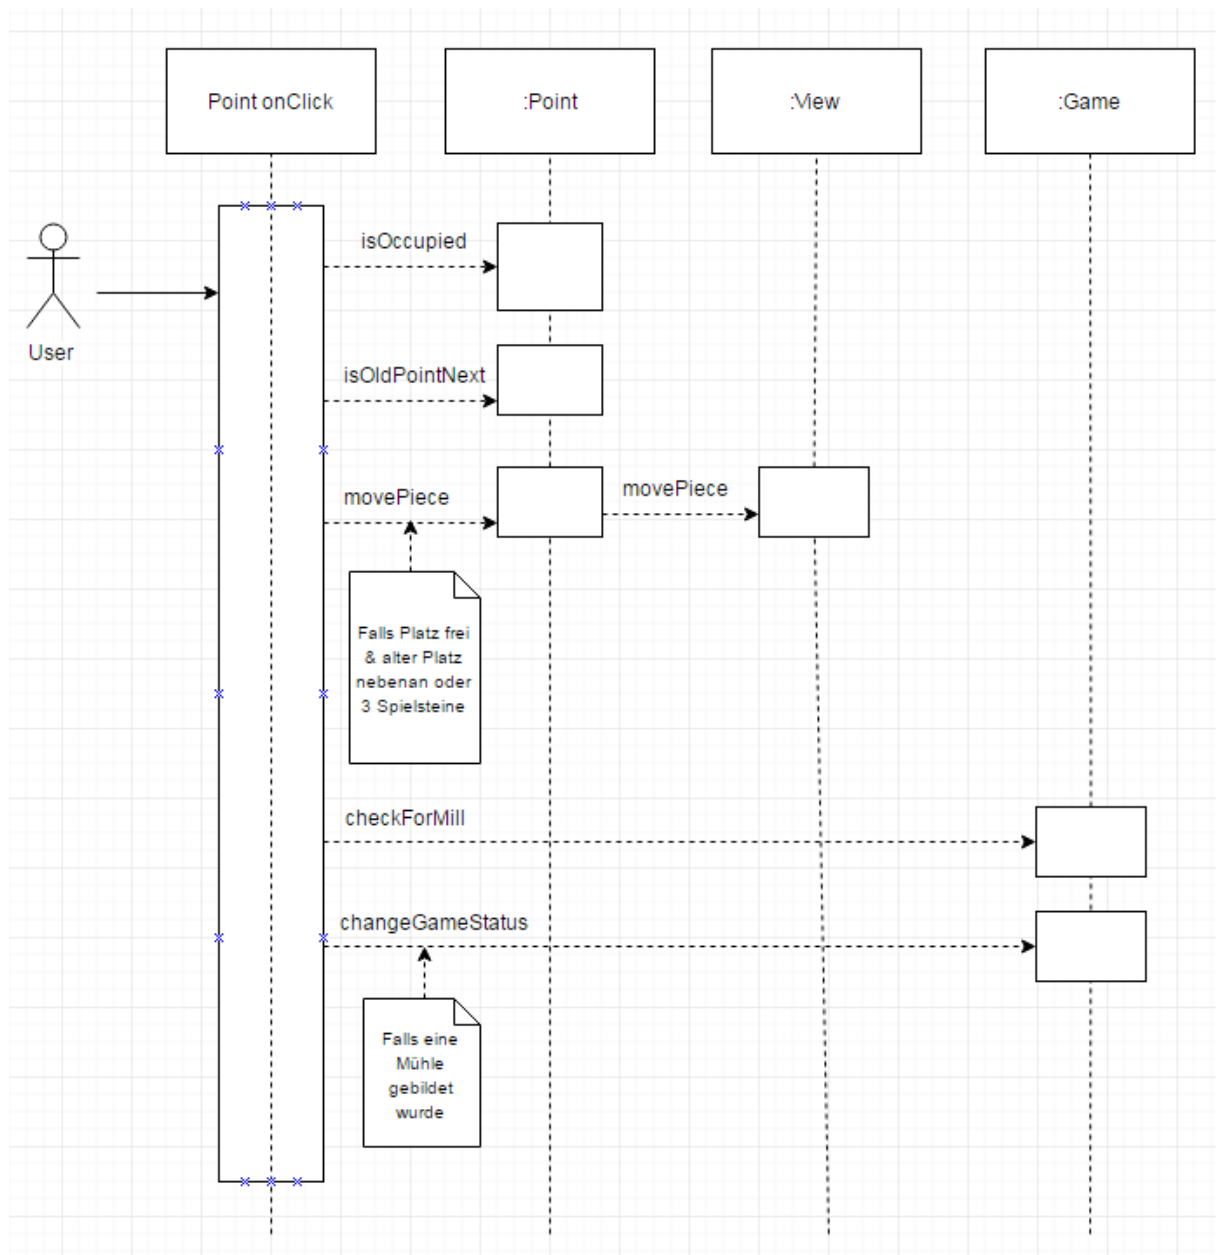 Point onClick
:Point
:View
:Game
User
isOccupied
isOldPointNext
movePiece
movePiece
Falls Platz frei
& alter Platz
nebenan oder
3 Spielsteine
checkForMill
changeGameStatus
Falls eine
Mühle
gebildet
wurde